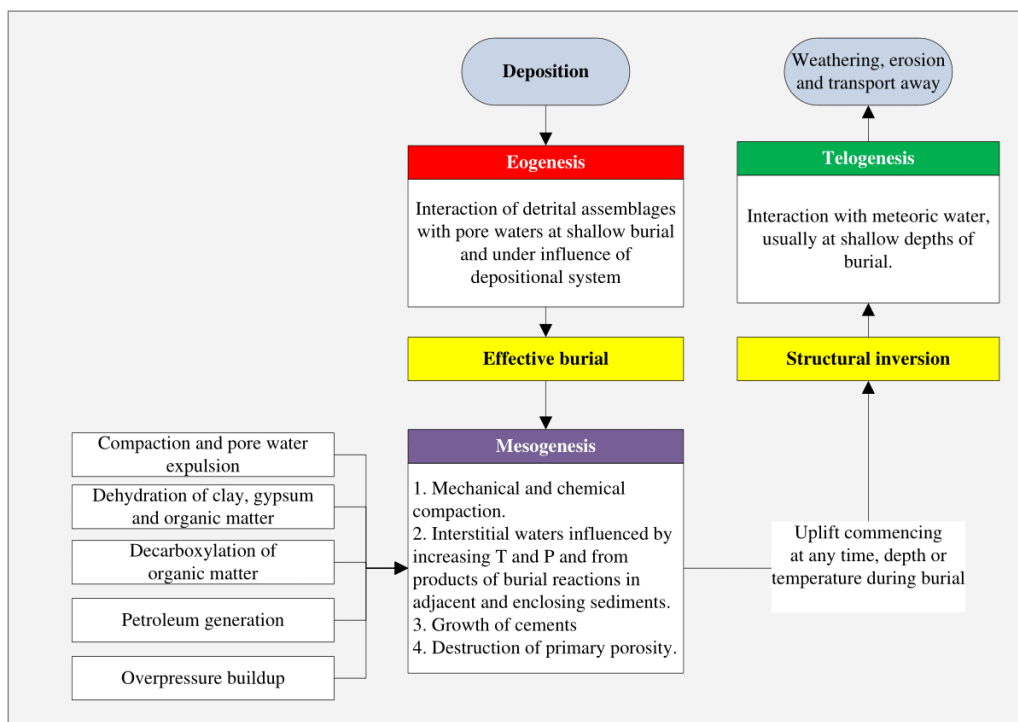 Deposition
Eogenesis
Interaction of detrital assemblages
with pore waters at shallow burial
and under influence of
depositional system
Effective burial
Mesogenesis
1. Mechanical and chemical
compaction.
2. Interstitial waters influenced by
increasing T and P and from
products of burial reactions in
adjacent and enclosing sediments.
3. Growth of cements
4. Destruction of primary porosity.
Compaction and pore water
expulsion
Dehydration of clay, gypsum
and organic matter
Decarboxylation of
organic matter
Petroleum generation
Overpressure buildup
Uplift commencing
at any time, depth or
temperature during burial
Structural inversion
Telogenesis
Interaction with meteoric water,
usually at shallow depths of
burial.
Weathering, erosion
and transport away